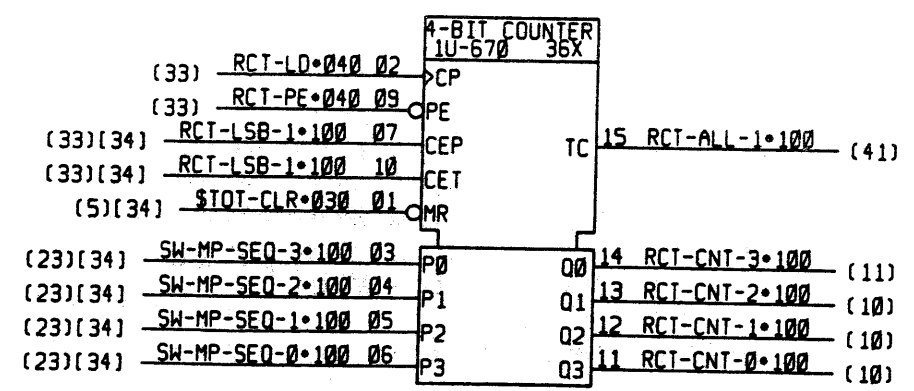 4-BIT COUNTER
1U-670 36X
(33) RCT-LD•040 02 CP
(33) RCT-PE•040 09 PE
(33)[34] RCT-LSB-1•100 07 CEP
TC 15 RCT-ALL-1•100 (41)
(33)[34] RCT-LSB-1•100 10 CET
(5)[34] $TOT-CLR•030 01 MR
(23)[34] SW-MP-SEQ-3•100 03 P0 Q0 14 RCT-CNT-3•100 (11)
(23)[34] SW-MP-SEQ-2•100 04 P1 Q1 13 RCT-CNT-2•100 (10)
(23)[34] SW-MP-SEQ-1•100 05 P2 Q2 12 RCT-CNT-1•100 (10)
(23)[34] SW-MP-SEQ-0•100 06 P3 Q3 11 RCT-CNT-0•100 (10)